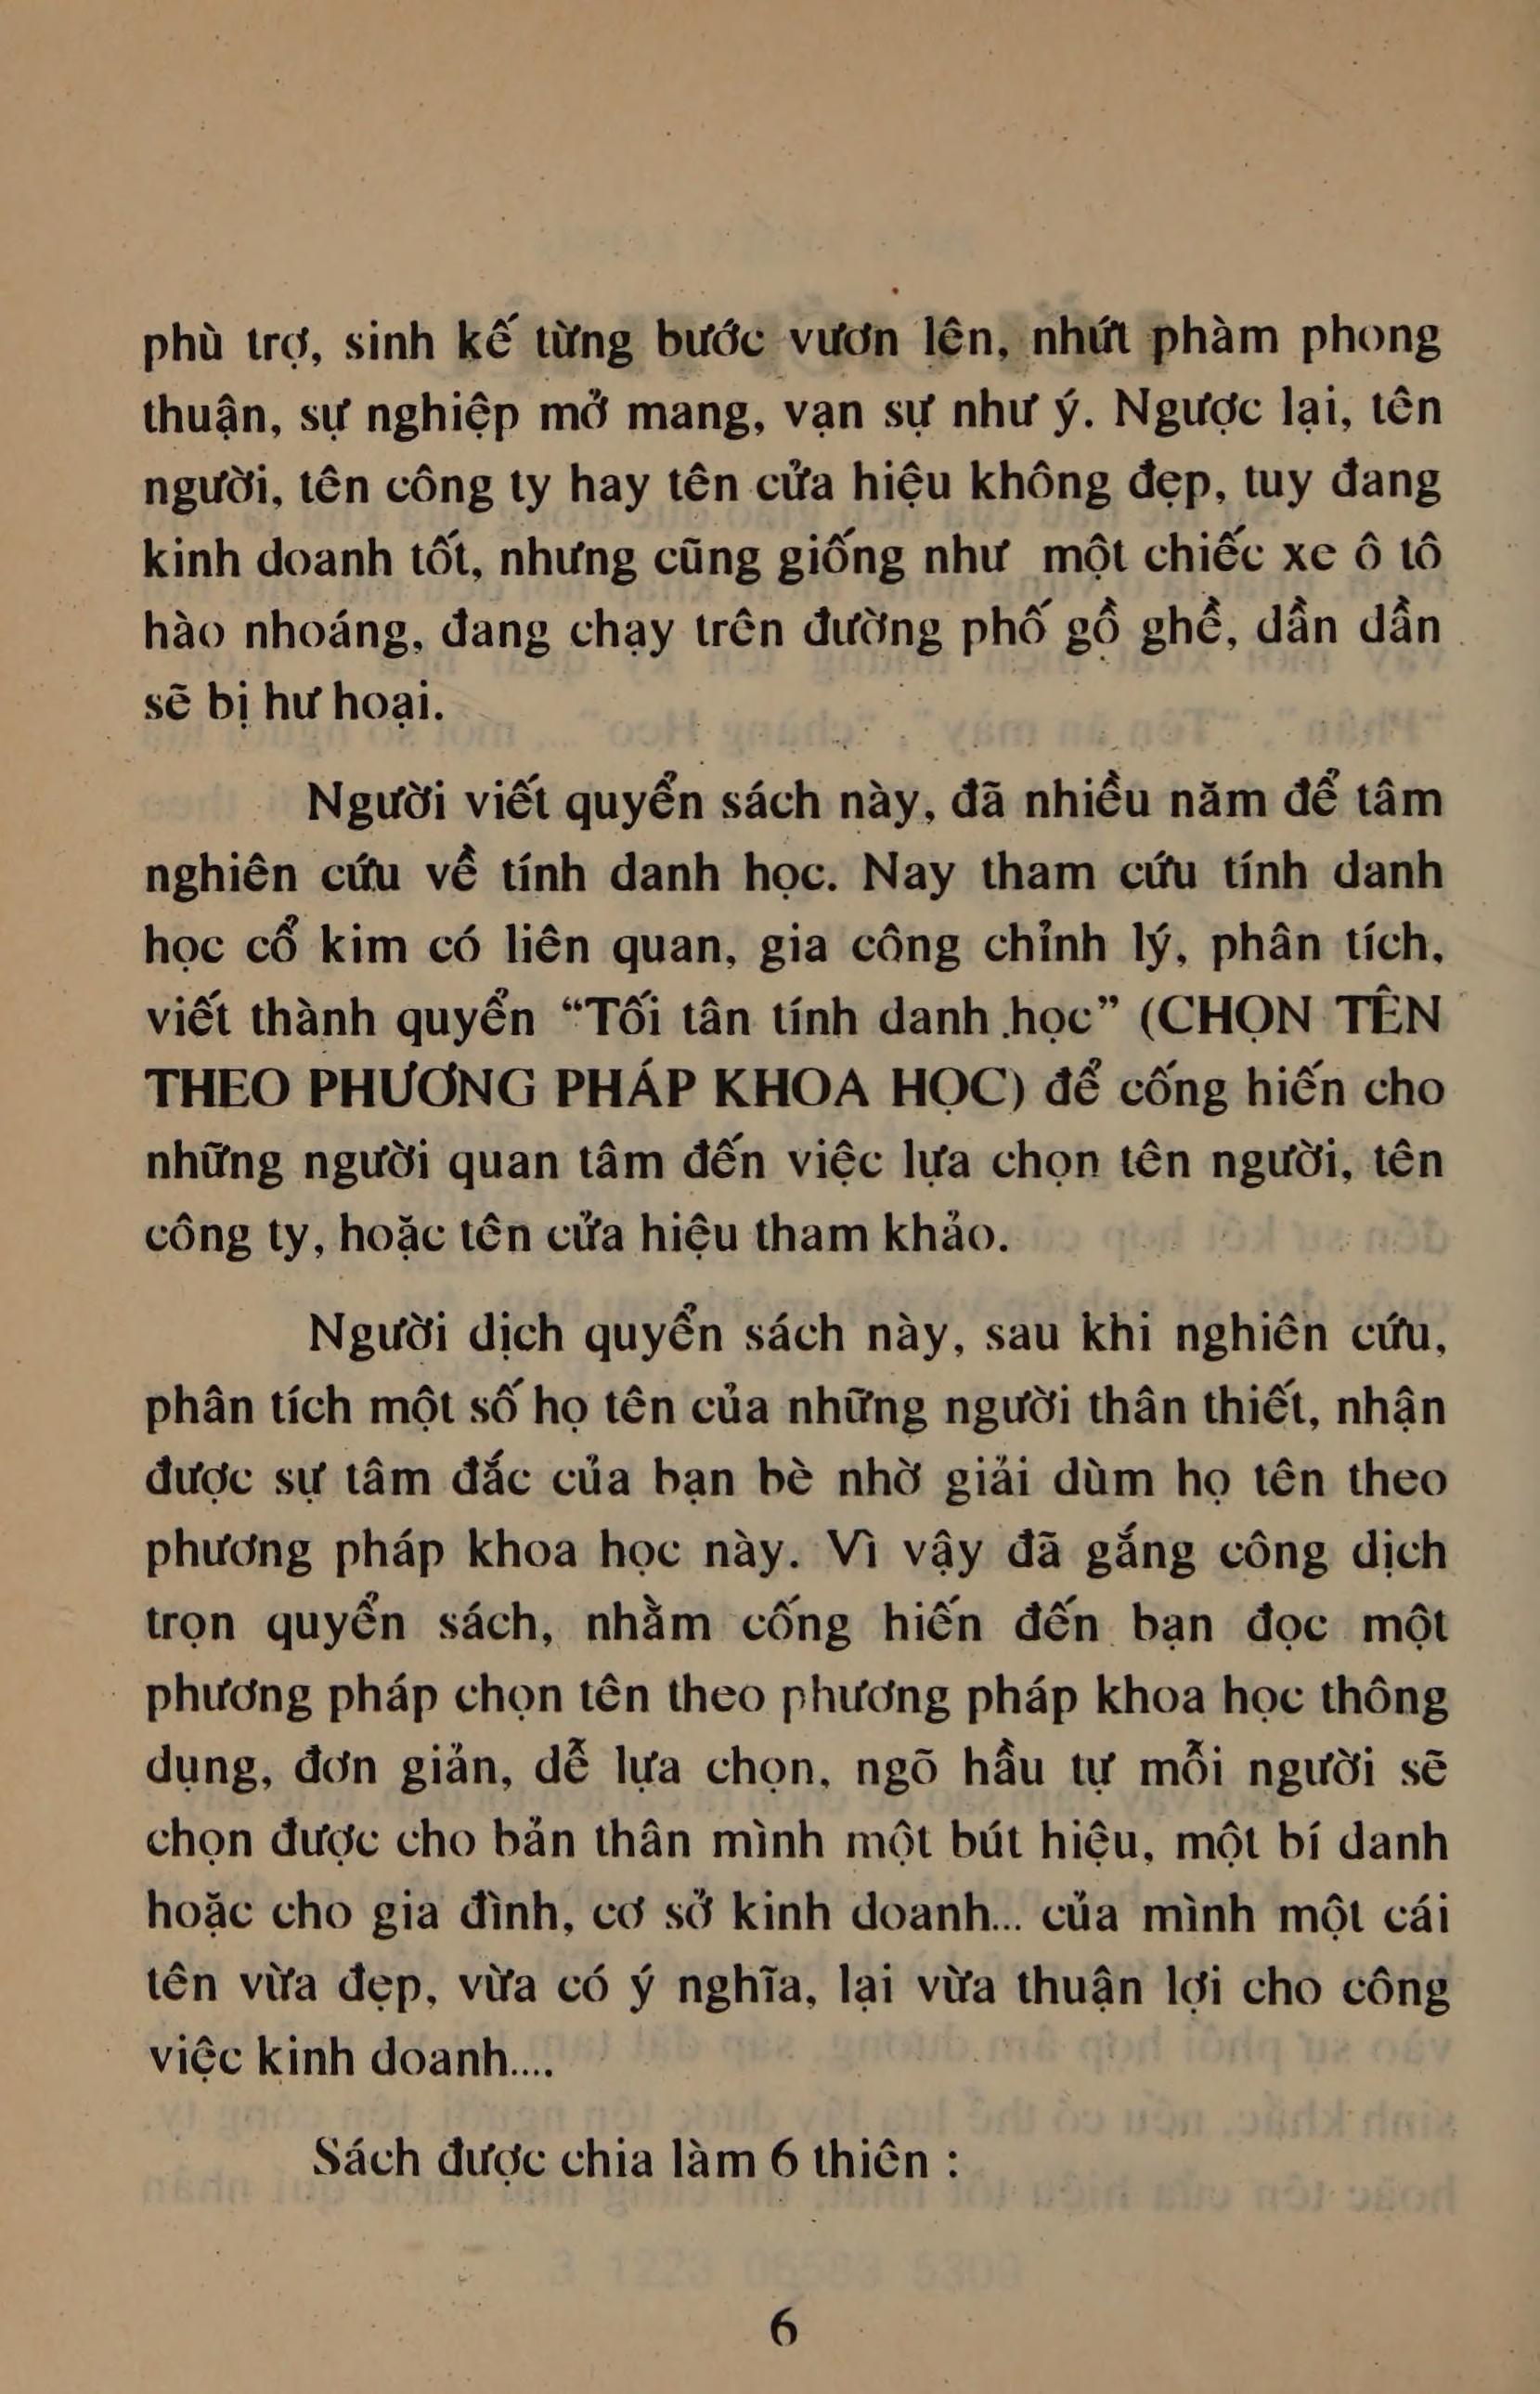 phù trợ, sinh kế từng bước vươn lên, nhứt phàm phong
thuận, sự nghiệp mở mang, vạn sự như ý. Ngược lại, tên
người, tên công ty hay tên cửa hiệu không đẹp, tuy đang
kinh doanh tốt, nhưng cũng giống như một chiếc xe ô tô
hào nhoáng, đang chạy trên đường phố gồ ghề, dần dần
sẽ bị hư hoại.
Người viết quyển sách này, đã nhiều năm để tâm
nghiên cứu về tính danh học. Nay tham cứu tính danh
học cổ kim có liên quan, gia công chỉnh lý, phân tích,
viết thành quyển “Tối tân tính danh học” (CHỌN TÊN
THEO PHƯƠNG PHÁP KHOA HỌC) để cống hiến cho
những người quan tâm đến việc lựa chọn tên người, tên
công ty, hoặc tên cửa hiệu tham khảo.
Người dịch quyển sách này, sau khi nghiên cứu,
phân tích một số họ tên của những người thân thiết, nhận
được sự tâm đắc của bạn bè nhờ giải dùm họ tên theo
phương pháp khoa học này. Vì vậy đã gắng công dịch
trọn quyển sách, nhằm cống hiến đến bạn đọc một
phương pháp chọn tên theo phương pháp khoa học thông
dụng, đơn giản, dễ lựa chọn, ngõ hầu tự mỗi người sẽ
chọn được cho bản thân mình một bút hiệu, một bí danh
hoặc cho gia đình, cơ sở kinh doanh... của mình một cái
tên vừa đẹp, vừa có ý nghĩa, lại vừa thuận lợi cho công
việc kinh doanh....
Sách được chia làm 6 thiên :
6